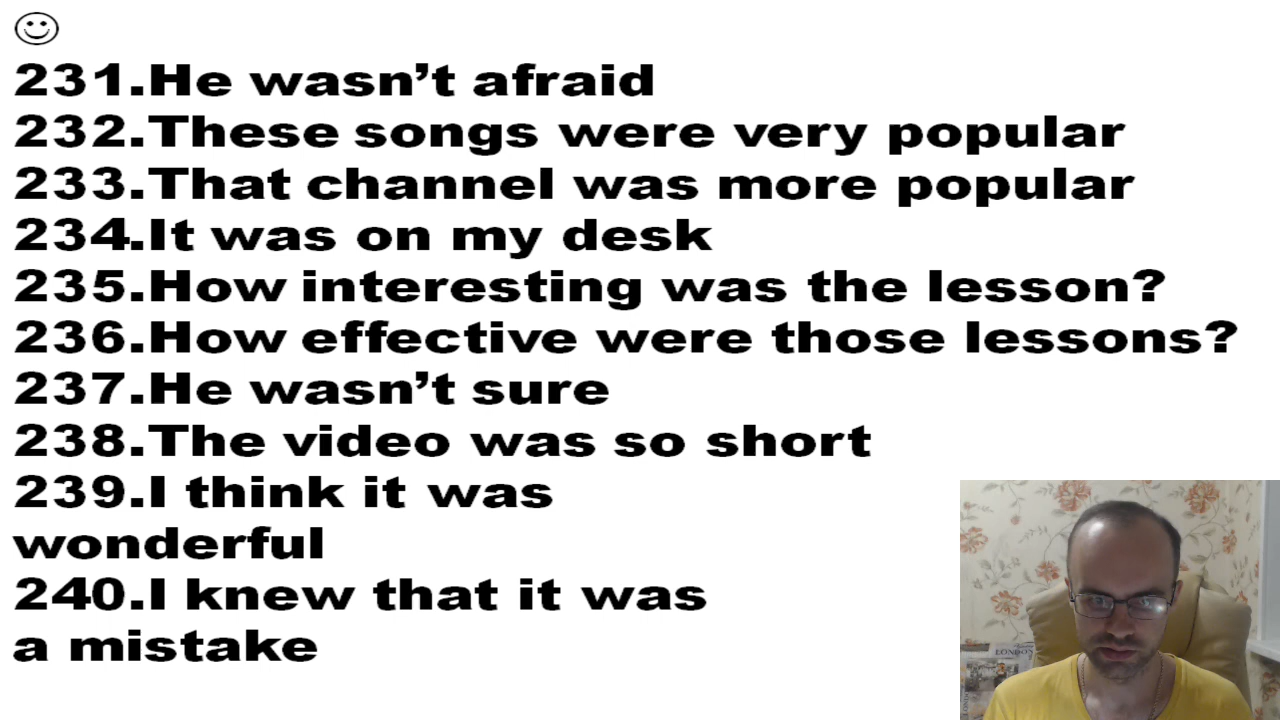 231.He wasn’t afraid
232.These songs were very popular
233.That channel was more popular
234.It was on my desk
235.How interesting was the lesson?
236.How effective were those lessons?
237.He wasn’t sure
238.The video was so short
239.I think it was
wonderful
240.I knew that it was
a mistake
LONDON